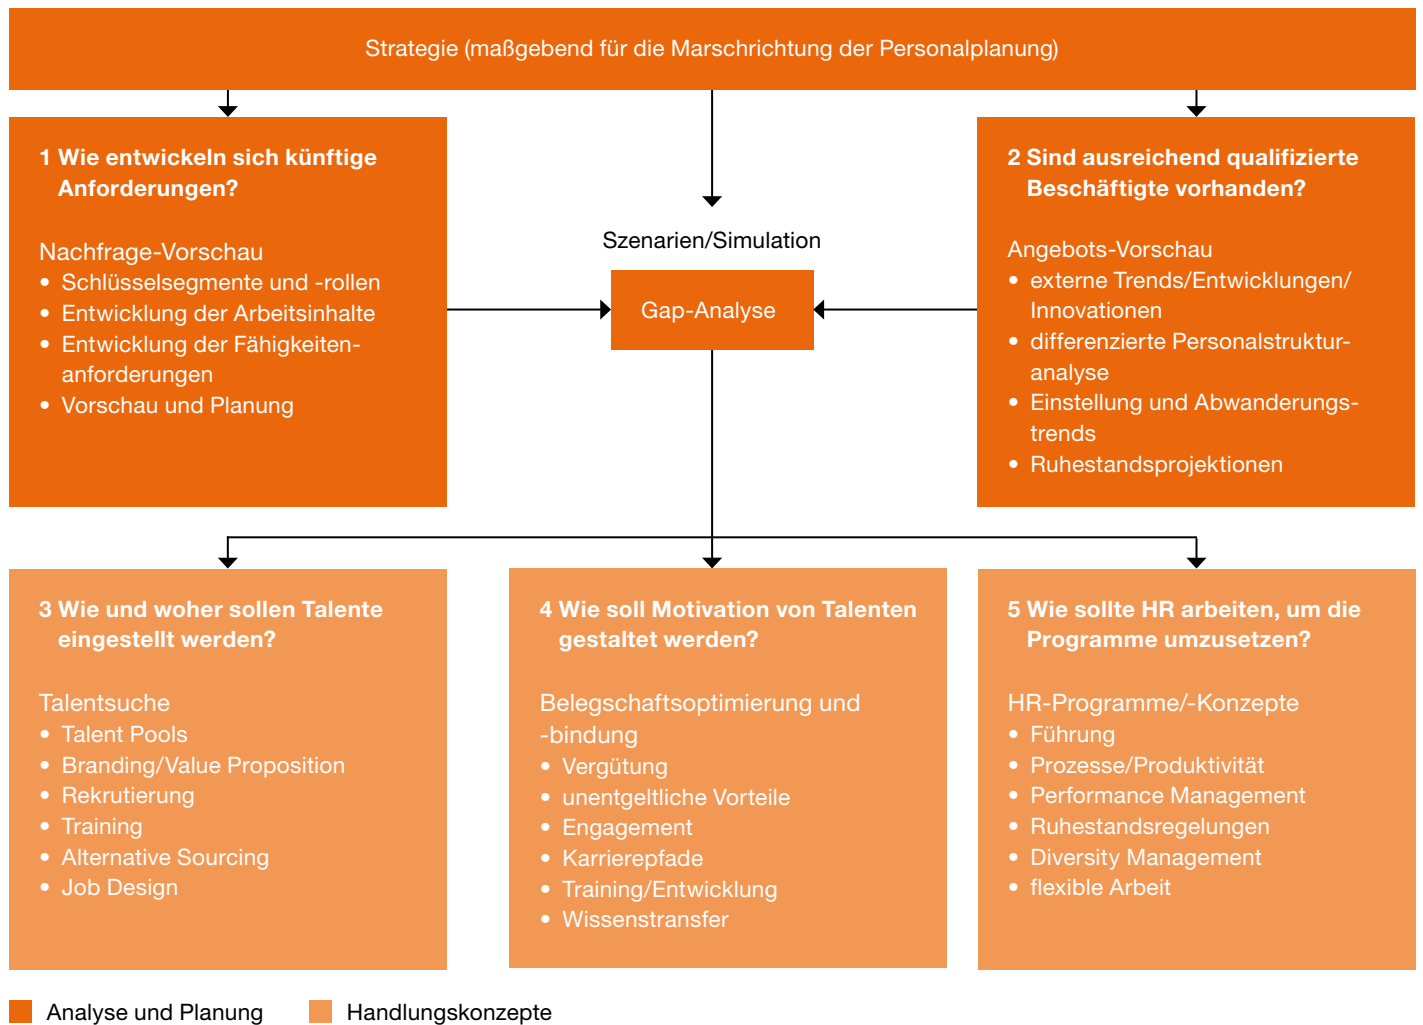 Strategie (maßgebend für die Marschrichtung der Personalplanung)
1 Wie entwickeln sich künftige
Anforderungen?
Nachfrage-Vorschau
• Schlüsselsegmente und -rollen
• Entwicklung der Arbeitsinhalte
• Entwicklung der Fähigkeiten-
anforderungen
• Vorschau und Planung
Szenarien/Simulation
Gap-Analyse
2 Sind ausreichend qualifizierte
Beschäftigte vorhanden?
Angebots-Vorschau
• externe Trends/Entwicklungen/
Innovationen
• differenzierte Personalstruktur-
analyse
• Einstellung und Abwanderungs-
trends
• Ruhestandsprojektionen
3 Wie und woher sollen Talente
eingestellt werden?
Talentsuche
• Talent Pools
• Branding/Value Proposition
• Rekrutierung
• Training
• Alternative Sourcing
• Job Design
4 Wie soll Motivation von Talenten
gestaltet werden?
Belegschaftsoptimierung und
-bindung
• Vergütung
• unentgeltliche Vorteile
• Engagement
• Karrierepfade
• Training/Entwicklung
• Wissenstransfer
5 Wie sollte HR arbeiten, um die
Programme umzusetzen?
HR-Programme/-Konzepte
• Führung
• Prozesse/Produktivität
• Performance Management
• Ruhestandsregelungen
• Diversity Management
• flexible Arbeit
Analyse und Planung
Handlungskonzepte